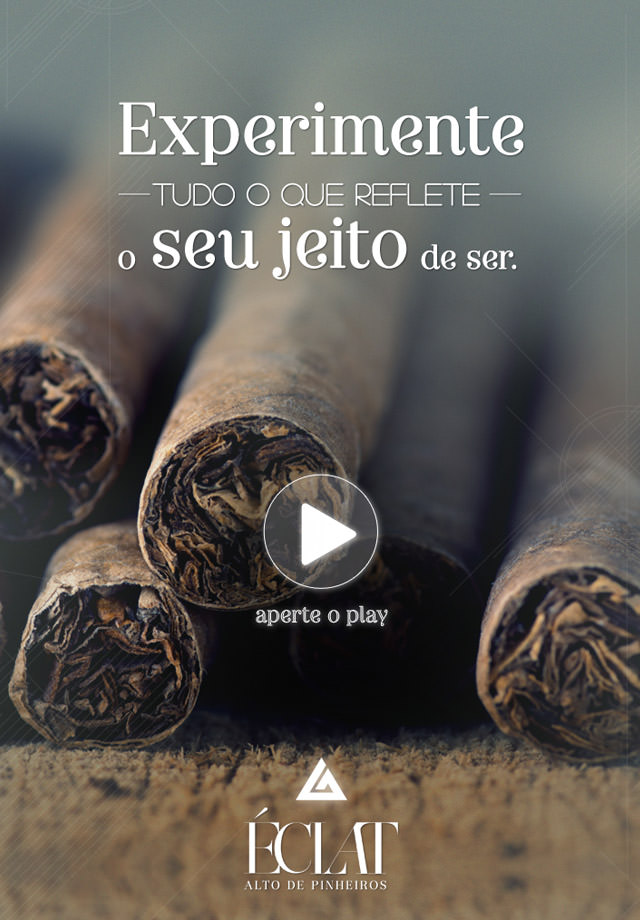 Experimente
TUDO O QUE REFLETE
o seu jeito de ser.
aperte o play
ÉCLAT
ALTO DE PINHEIROS